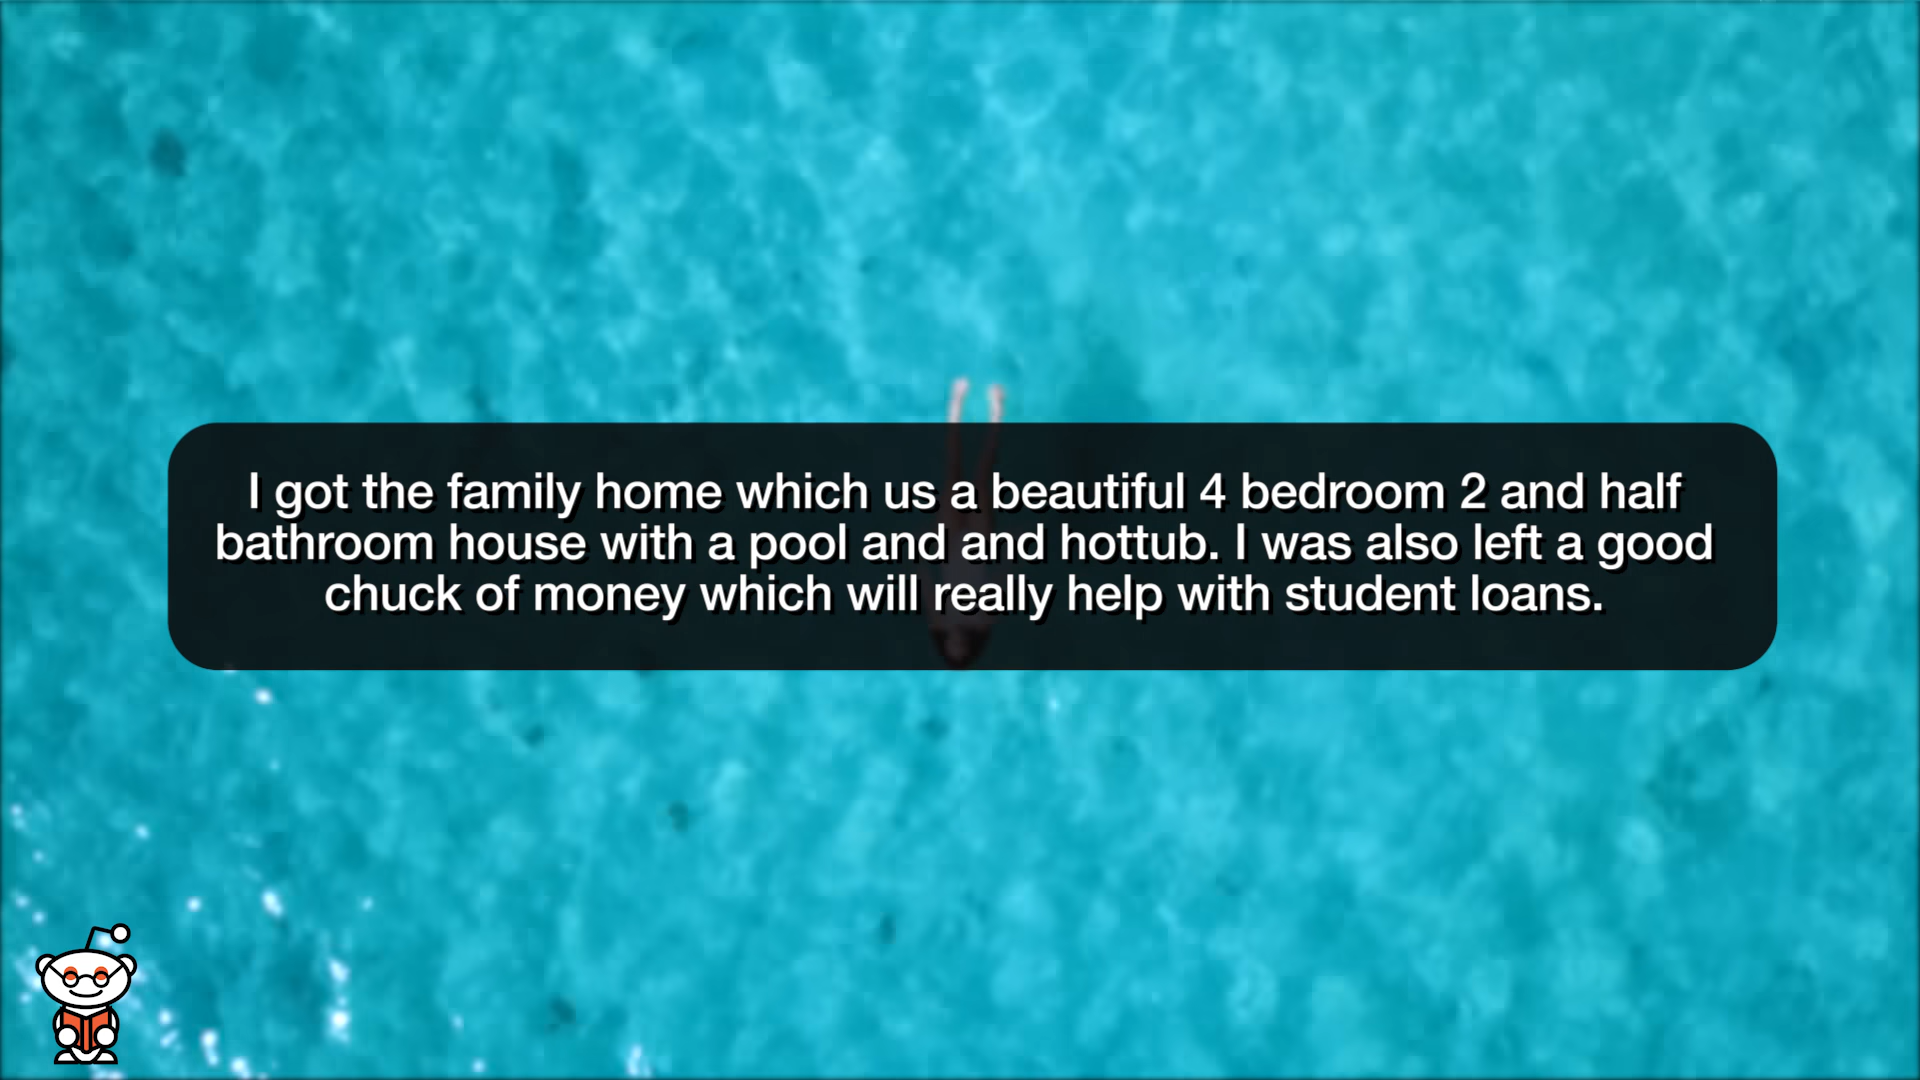 I got the family home which us a beautiful 4 bedroom 2 and half
bathroom house with a pool and and hottub. I was also left a good
chuck of money which will really help with student loans.